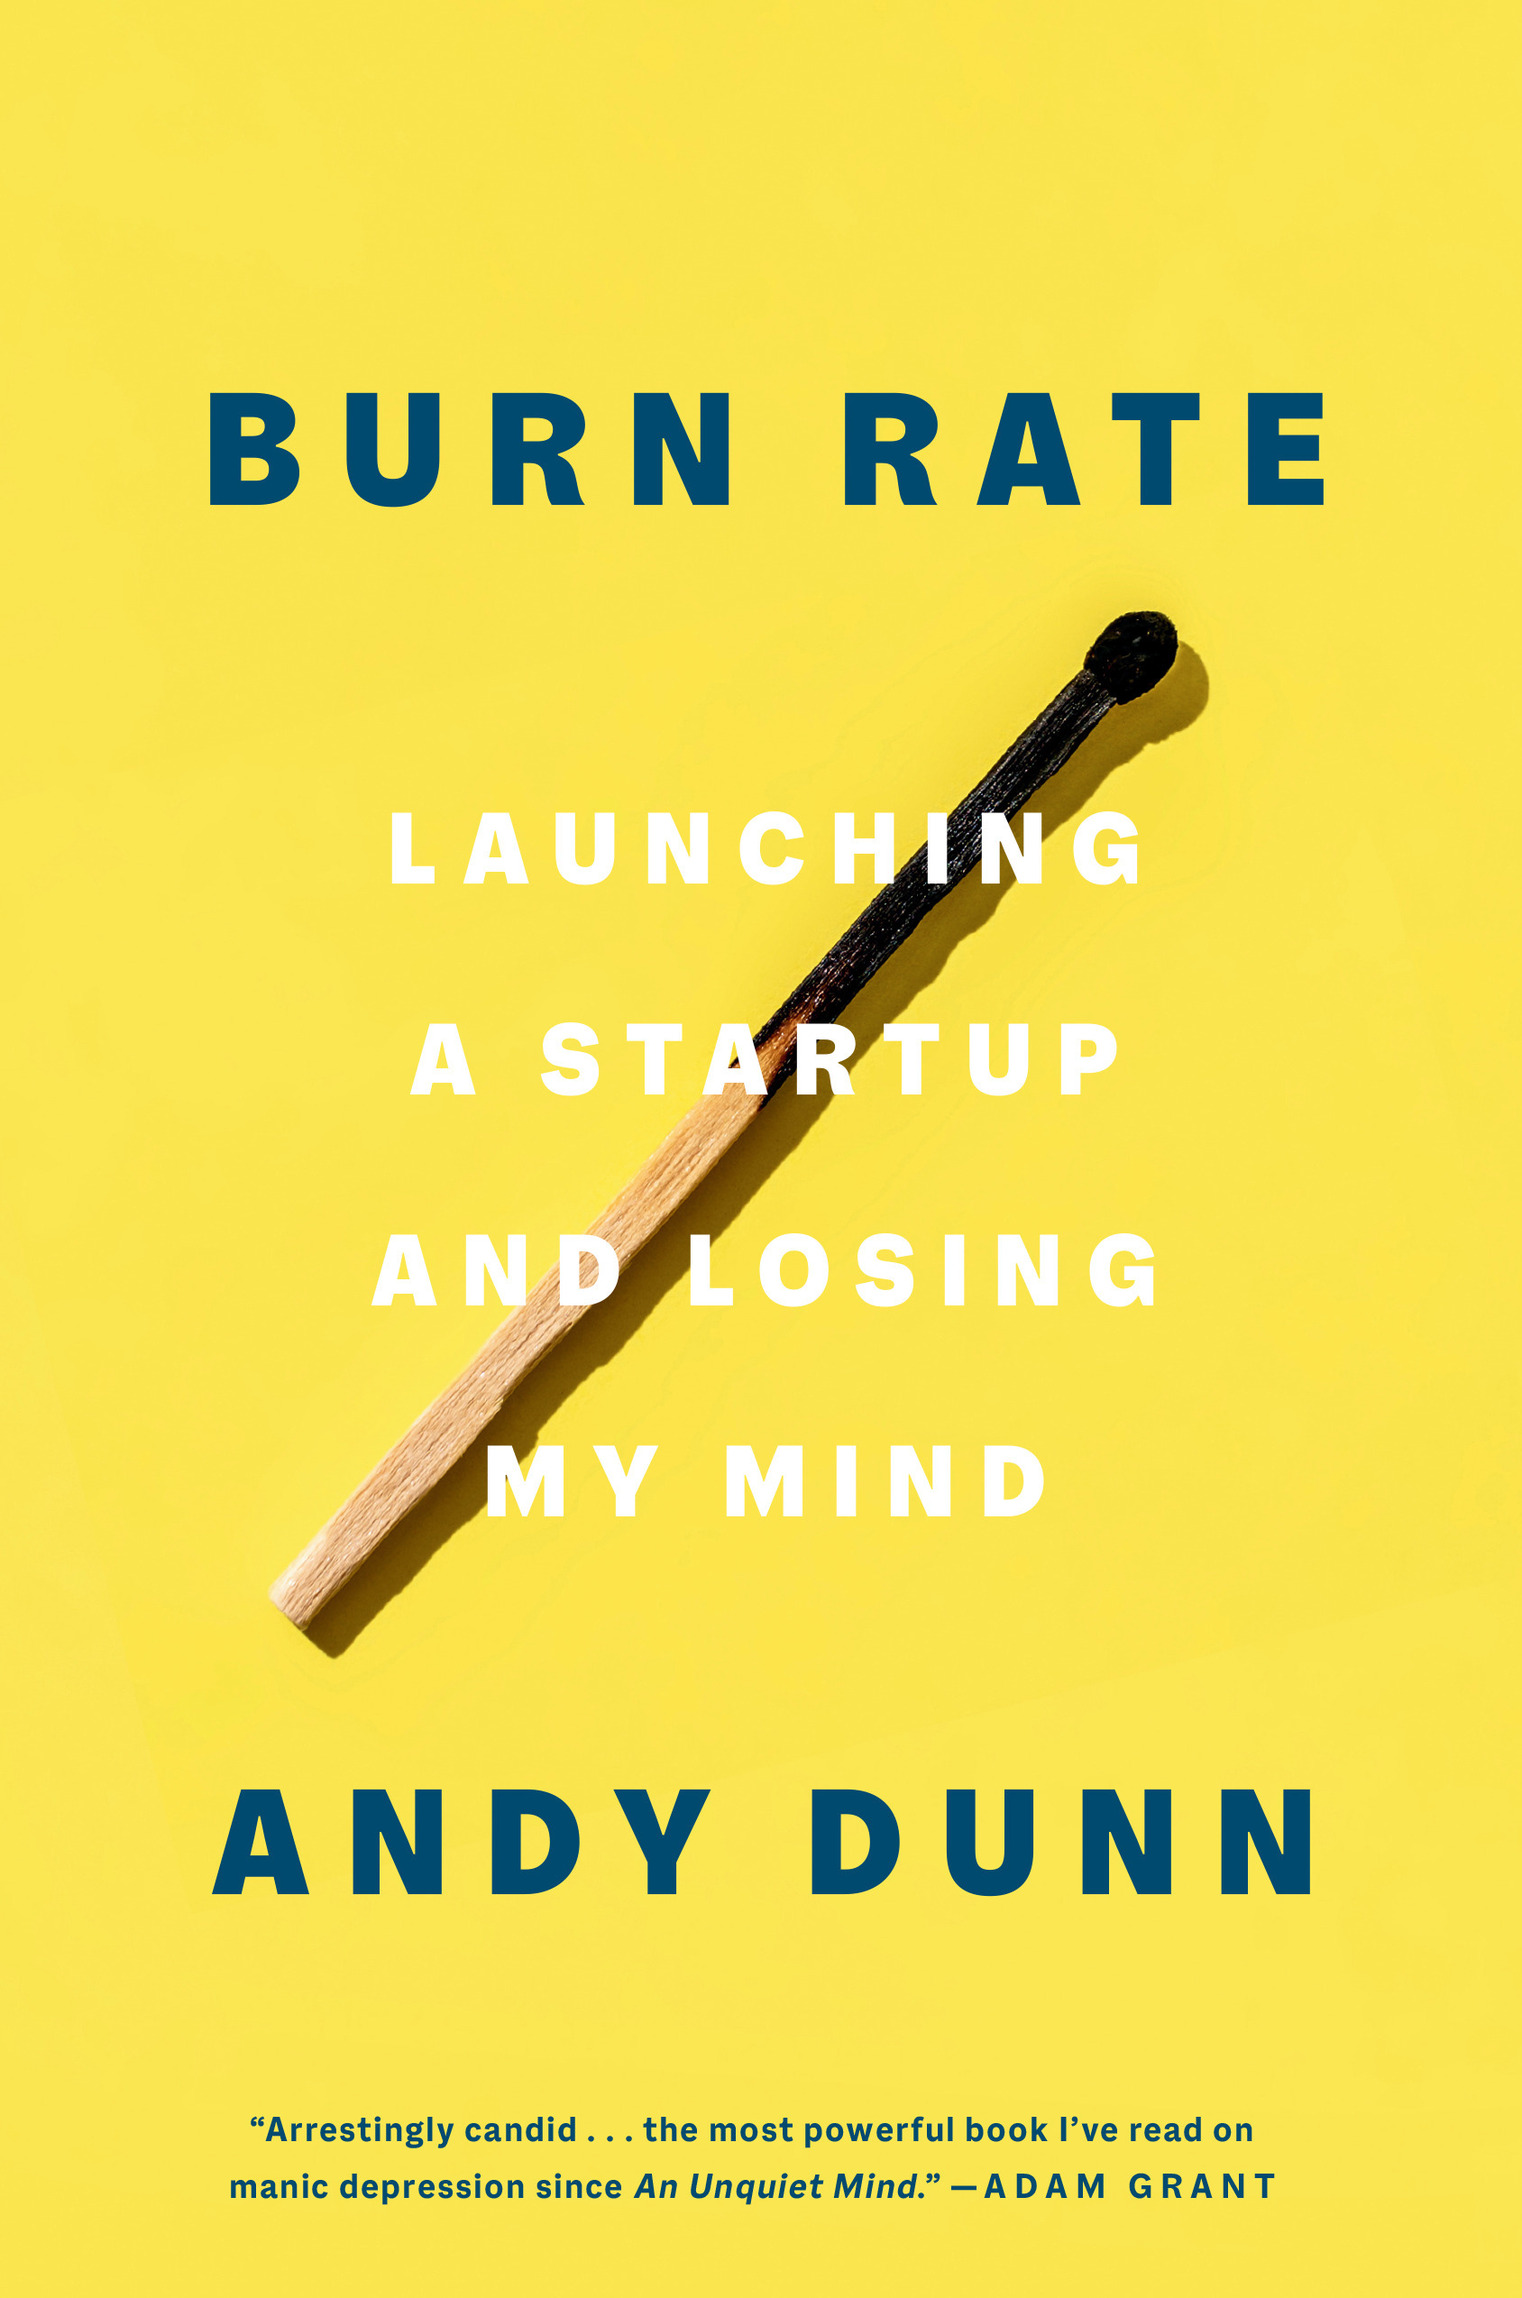 BURN RATE
LAUNCHING
A STARTUP
AND LOSING
MY MIND
ANDY DUNN
“Arrestingly candid . . . the most powerful book I’ve read on
manic depression since An Unquiet Mind.” —ADAM GRANT